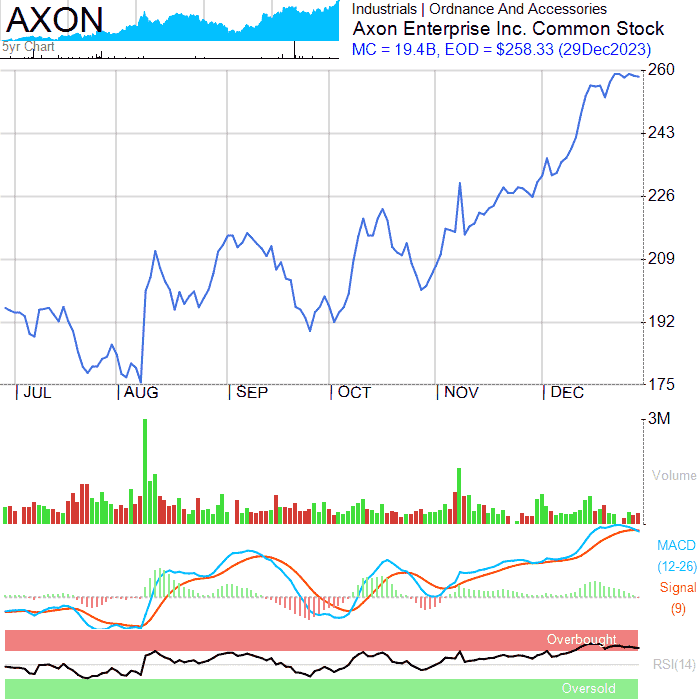 AXON
5yr Chart
Industrials | Ordnance And Accessories
Axon Enterprise Inc. Common Stock
MC = 19.4B, EOD = $258.33 (29Dec2023)
260
243
226
209
192
175
JUL
AUG
SEP
OCT
NOV
DEC
3M
Volume
MACD
(12-26)
Signal
(9)
Overbought
RSI(14)
Oversold